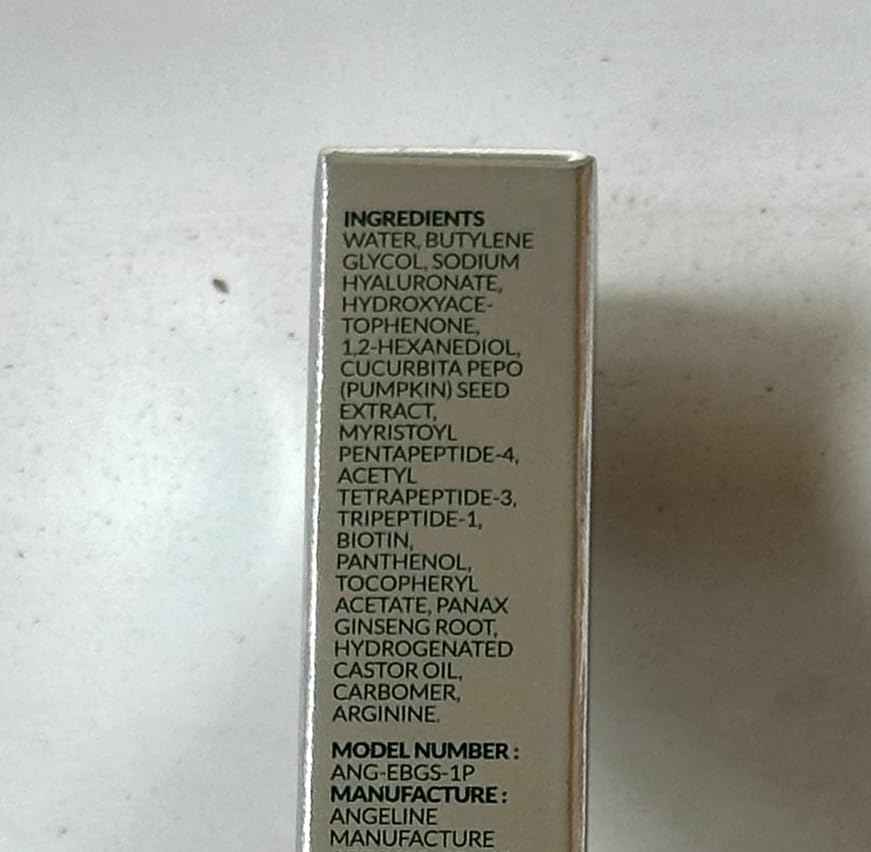 INGREDIENTS
WATER, BUTYLENE
GLYCOL, SODIUM
HYALURONATE,
HYDROXYACE-
TOPHENONE,
1,2-HEXANEDIOL,
CUCURBITA PEPO
(PUMPKIN) SEED
EXTRACT,
MYRISTOYL
PENTAPEPTIDE-4,
ACETYL
TETRAPEPTIDE-3,
TRIPEPTIDE-1,
BIOTIN,
PANTHENOL,
TOCOPHERYL
ACETATE, PANAX
GINSENG ROOT,
HYDROGENATED
CASTOR OIL,
CARBOMER,
ARGININE.
MODEL NUMBER :
ANG-EBGS-1P
MANUFACTURE :
ANGELINE
MANUFACTURE